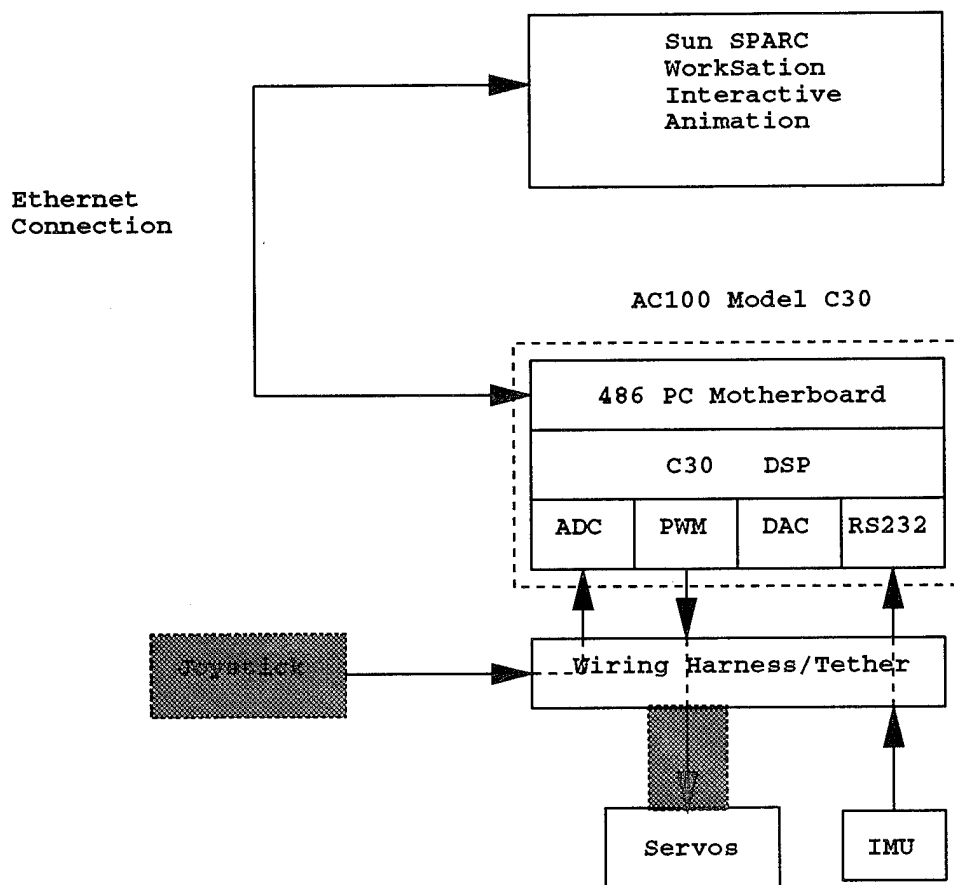 Sun SPARC
WorkSation
Interactive
Animation
Ethernet
Connection
AC100 Model C30
486 PC Motherboard
C30 DSP
ADC PWM DAC RS232
Joystick
Wiring Harness/Tether
Servos
IMU